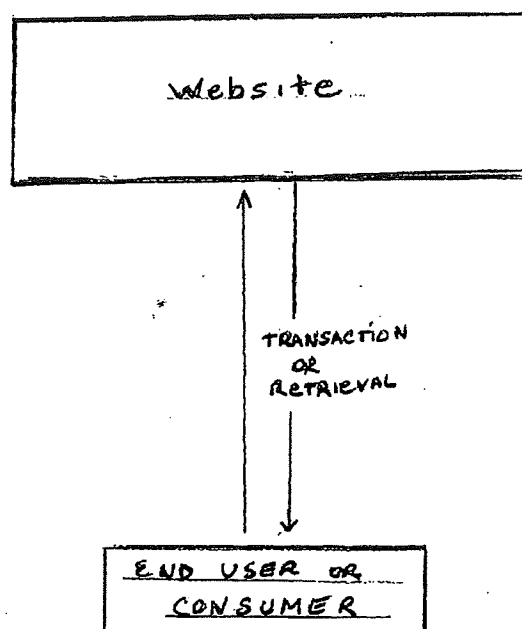 Website
TRANSACTION
OR
RETRIEVAL
END USER OR
CONSUMER